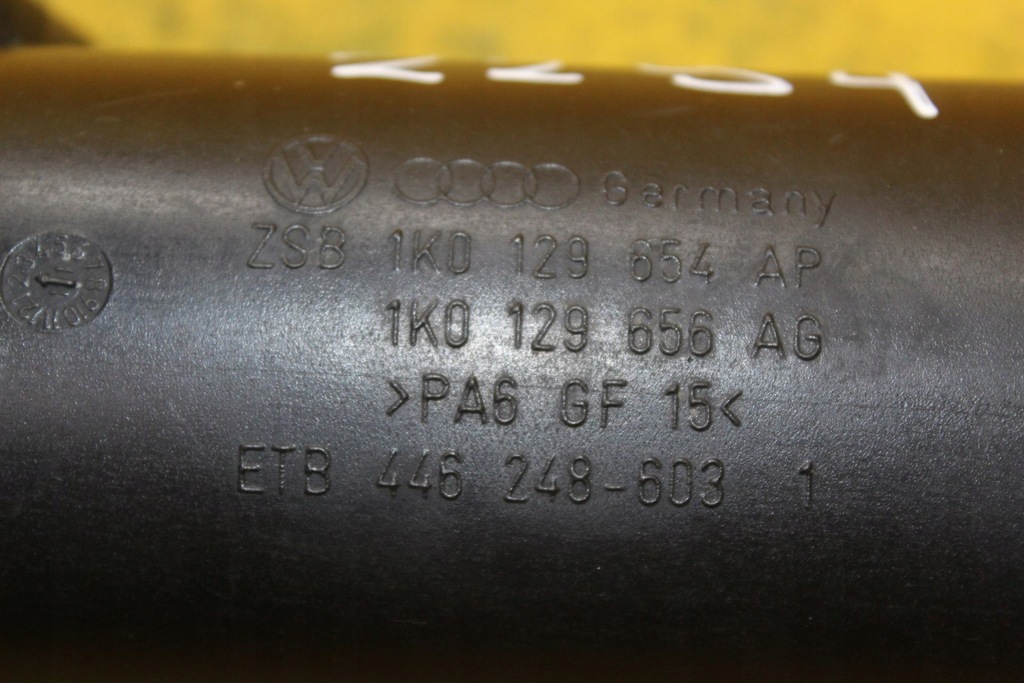 Germany
ZSB 1K0 129 654 AP
1K0 129 656 AG
>PA6 GF 15<
ETB 446 248-603 1